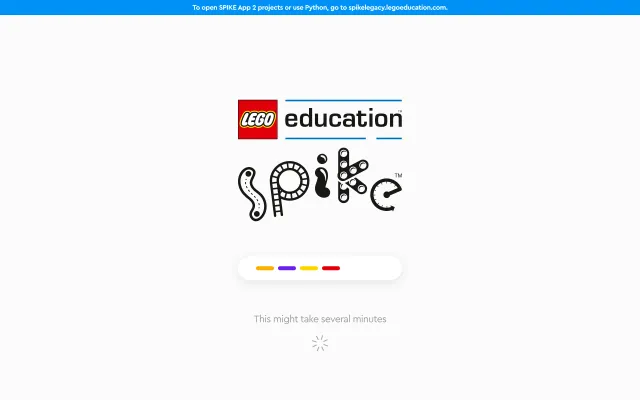 To open SPIKE App 2 projects or use Python, go to spikelegacy.legoeducation.com.
LEGO education™
spike™
This might take several minutes